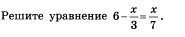 Решите уравнение 6 − x/3 = x/7.